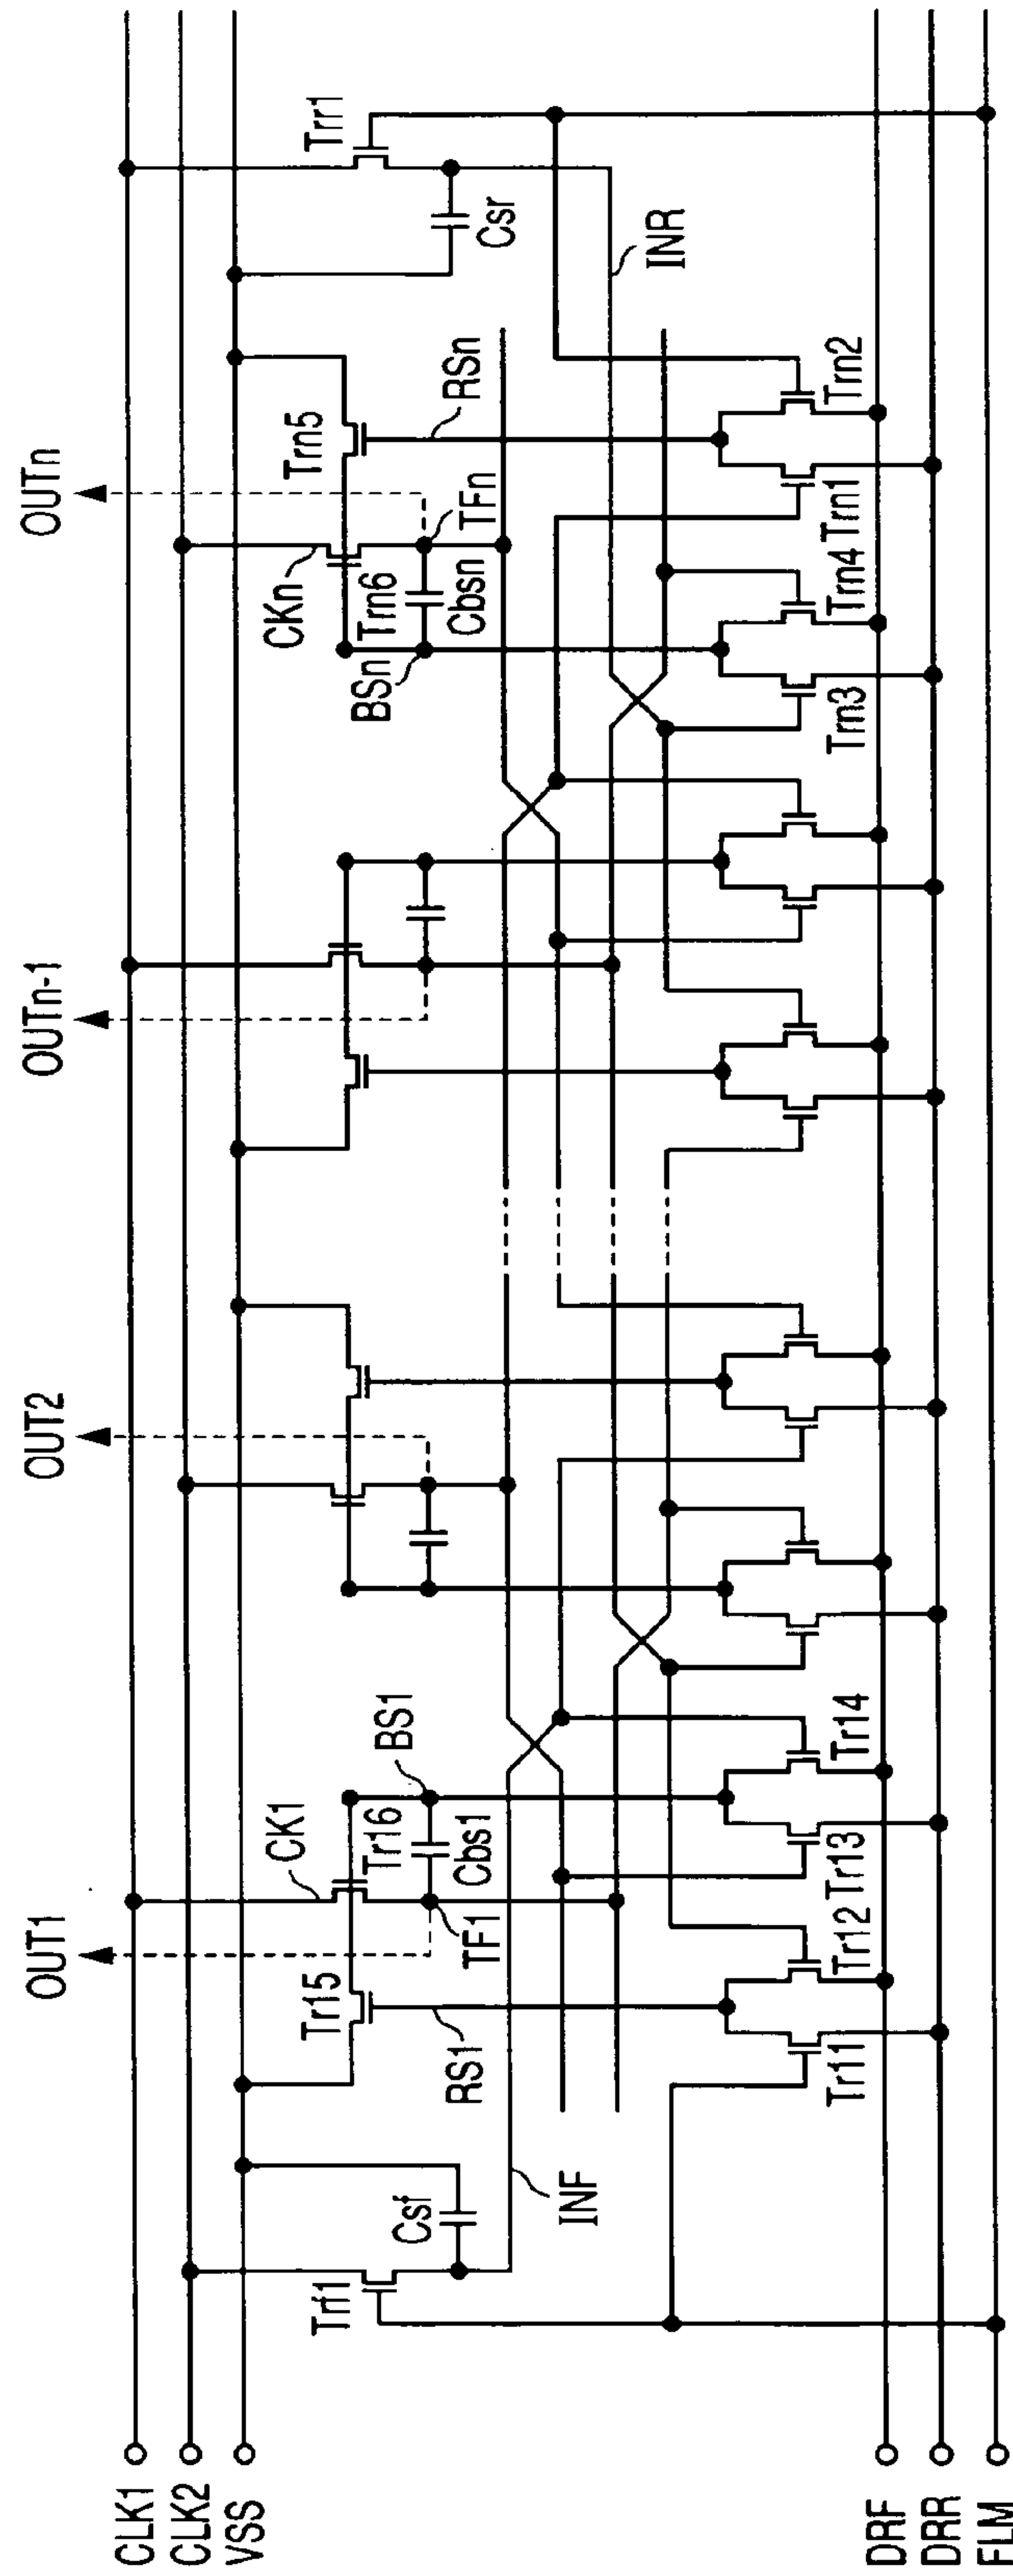 OUT1
OUT2
OUTn-1
OUTn
CLK1
CLK2
VSS
Trf1
Csf
INF
Tr15
RS1
CK1
Tr16
Cbs1
TF1
BS1
Tr11
Tr12
Tr13
Tr14
CKn
Trn6
Cbsn
BSn
TFn
Trn5
RSn
Trn3
Trn4
Trn1
Trn2
Trr1
Csr
INR
DRF
DRR
FLM